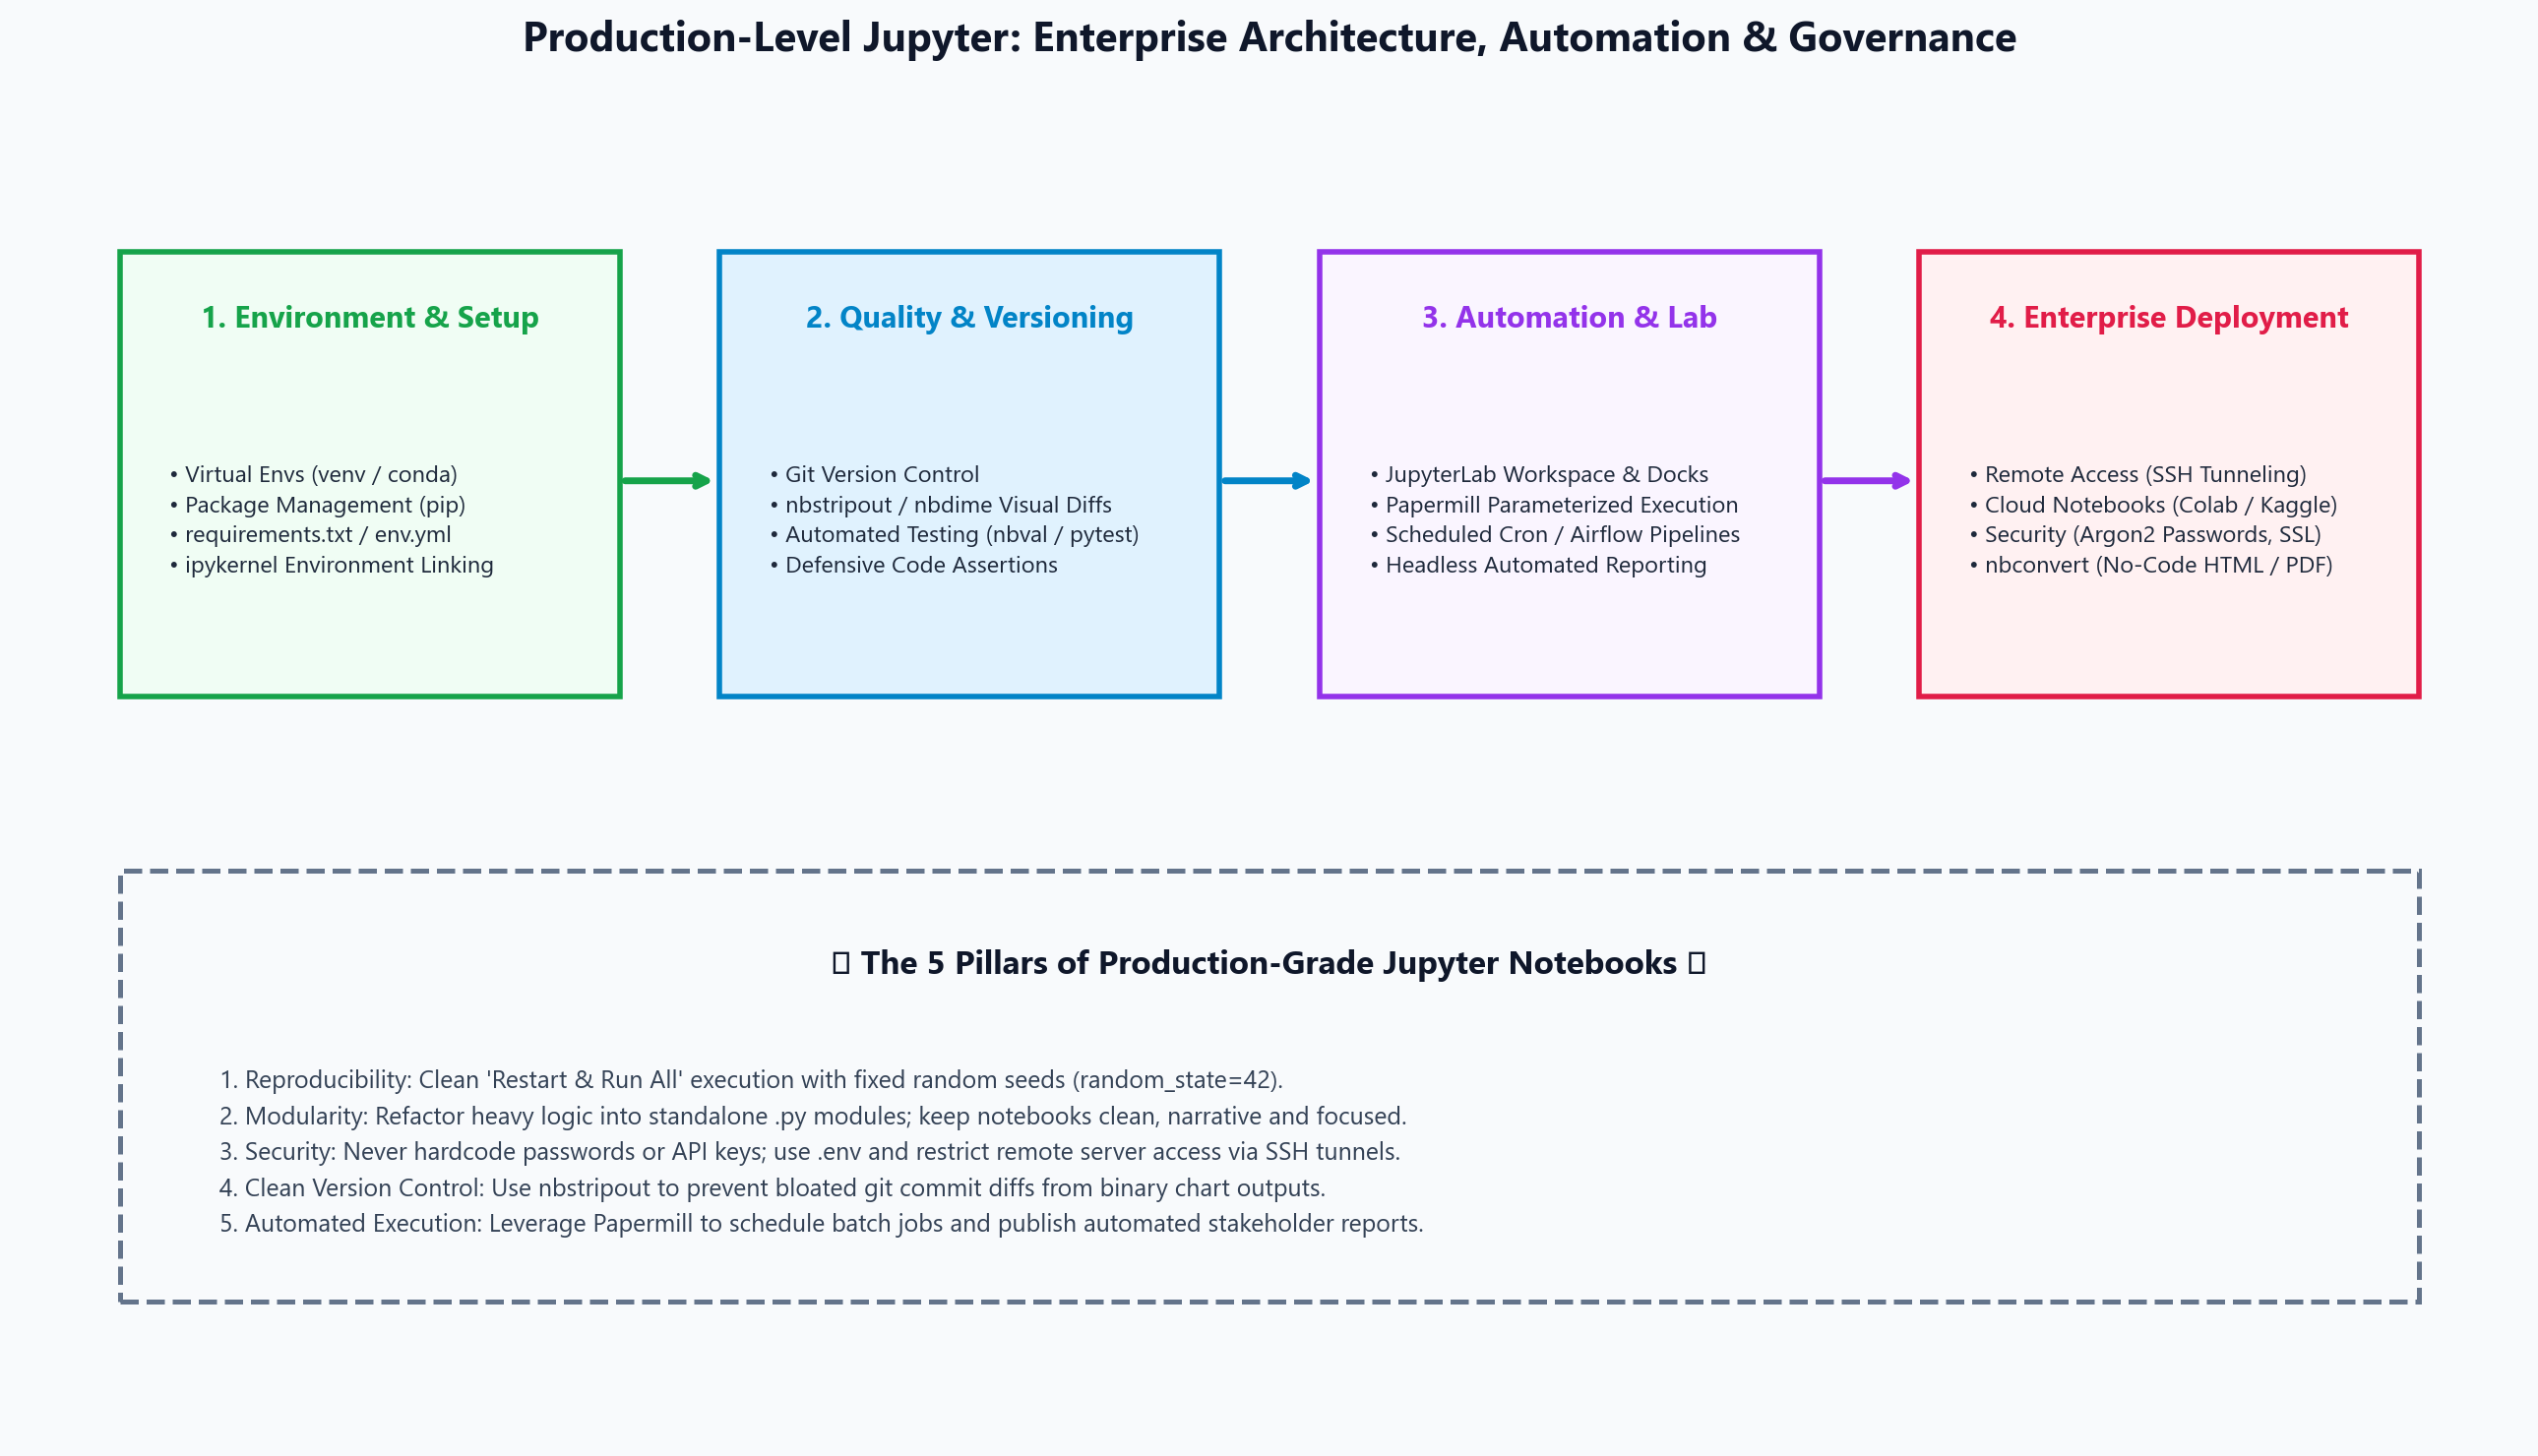 Production-Level Jupyter: Enterprise Architecture, Automation & Governance
1. Environment & Setup
• Virtual Envs (venv / conda)
• Package Management (pip)
• requirements.txt / env.yml
• ipykernel Environment Linking
2. Quality & Versioning
• Git Version Control
• nbstripout / nbdime Visual Diffs
• Automated Testing (nbval / pytest)
• Defensive Code Assertions
3. Automation & Lab
• JupyterLab Workspace & Docks
• Papermill Parameterized Execution
• Scheduled Cron / Airflow Pipelines
• Headless Automated Reporting
4. Enterprise Deployment
• Remote Access (SSH Tunneling)
• Cloud Notebooks (Colab / Kaggle)
• Security (Argon2 Passwords, SSL)
• nbconvert (No-Code HTML / PDF)
The 5 Pillars of Production-Grade Jupyter Notebooks
1. Reproducibility: Clean 'Restart & Run All' execution with fixed random seeds (random_state=42).
2. Modularity: Refactor heavy logic into standalone .py modules; keep notebooks clean, narrative and focused.
3. Security: Never hardcode passwords or API keys; use .env and restrict remote server access via SSH tunnels.
4. Clean Version Control: Use nbstripout to prevent bloated git commit diffs from binary chart outputs.
5. Automated Execution: Leverage Papermill to schedule batch jobs and publish automated stakeholder reports.